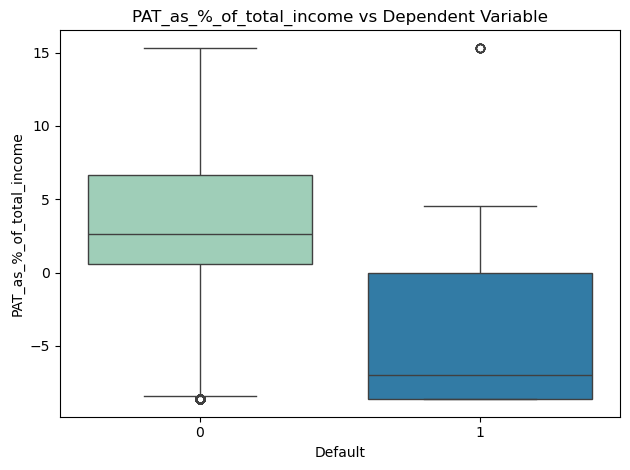 PAT_as_%_of_total_income vs Dependent Variable
PAT_as_%_of_total_income
15
10
5
0
−5
0
1
Default